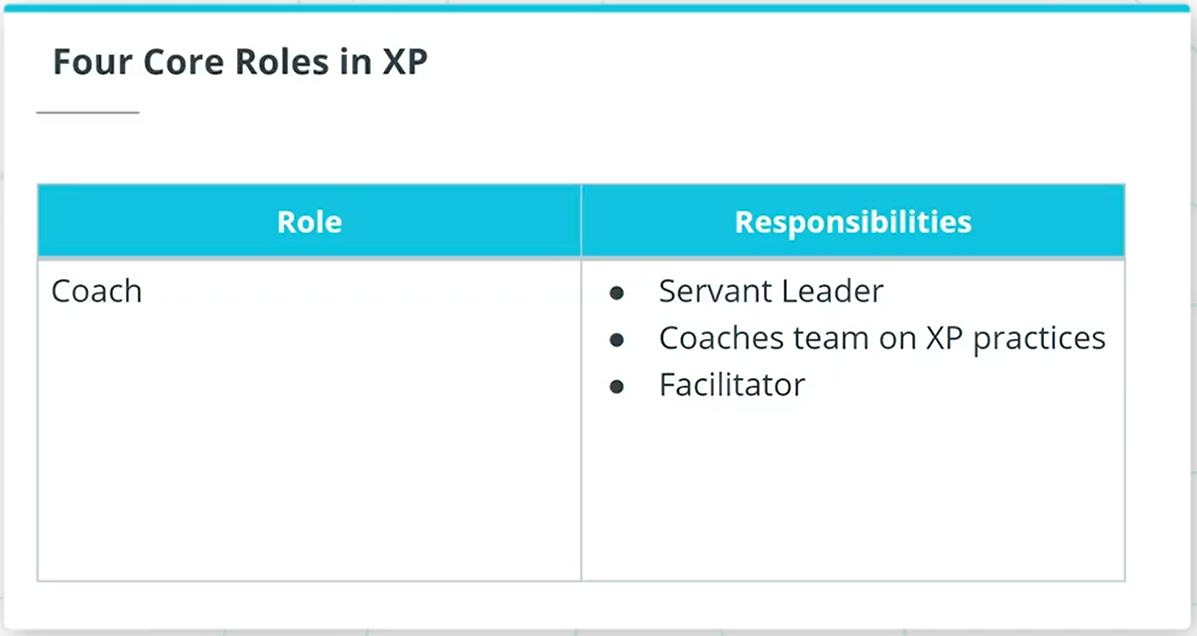 Four Core Roles in XP
Role
Responsibilities
Coach
● Servant Leader
● Coaches team on XP practices
● Facilitator